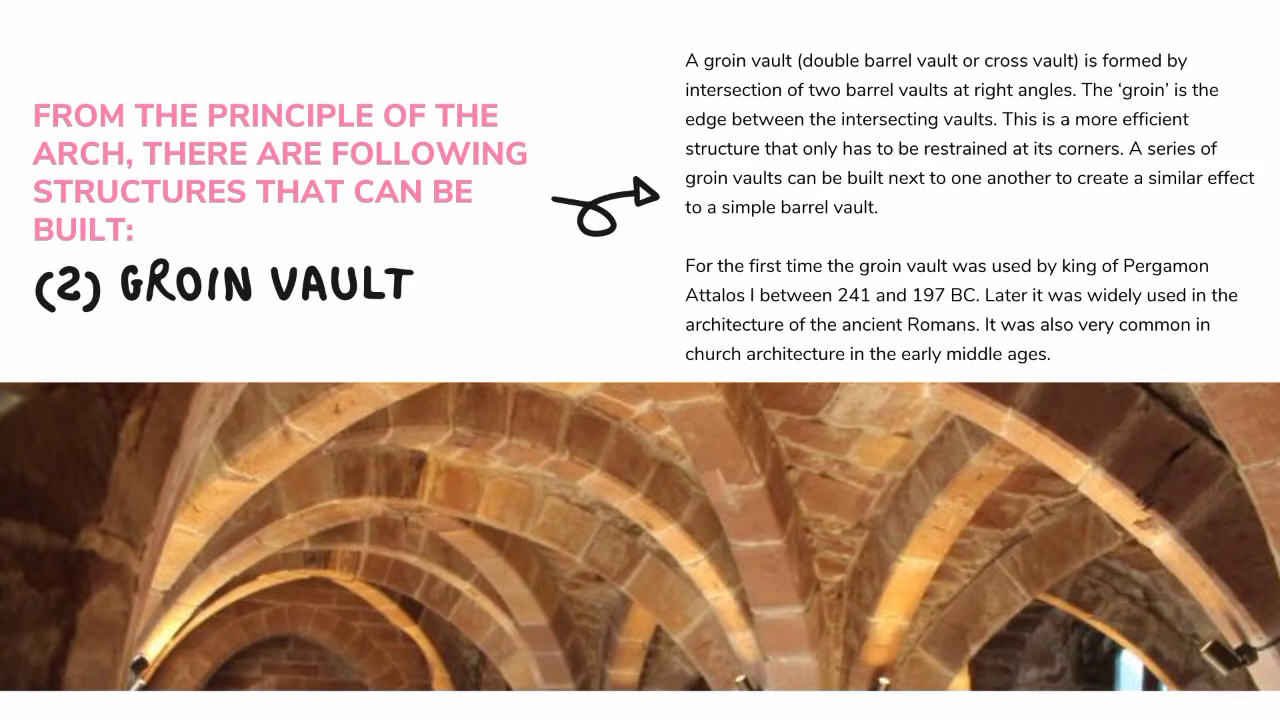 FROM THE PRINCIPLE OF THE
ARCH, THERE ARE FOLLOWING
STRUCTURES THAT CAN BE
BUILT:
(2) GROIN VAULT
A groin vault (double barrel vault or cross vault) is formed by
intersection of two barrel vaults at right angles. The ‘groin’ is the
edge between the intersecting vaults. This is a more efficient
structure that only has to be restrained at its corners. A series of
groin vaults can be built next to one another to create a similar effect
to a simple barrel vault.
For the first time the groin vault was used by king of Pergamon
Attalos I between 241 and 197 BC. Later it was widely used in the
architecture of the ancient Romans. It was also very common in
church architecture in the early middle ages.